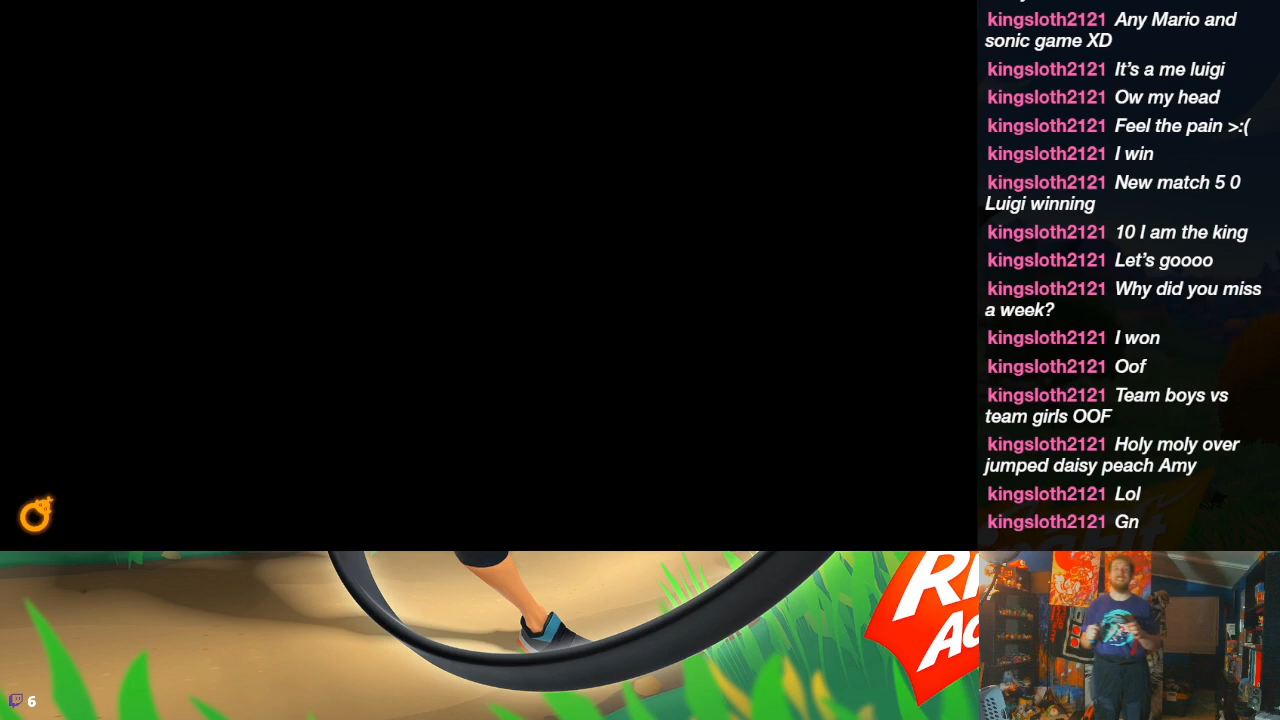 kingsloth2121 Any Mario and
sonic game XD
kingsloth2121 It's a me luigi
kingsloth2121 Ow my head
kingsloth2121 Feel the pain >:(
kingsloth2121 I win
kingsloth2121 New match 5 0
Luigi winning
kingsloth2121 10 I am the king
kingsloth2121 Let's goooo
kingsloth2121 Why did you miss
a week?
kingsloth2121 I won
kingsloth2121 Oof
kingsloth2121 Team boys vs
team girls OOF
kingsloth2121 Holy moly over
jumped daisy peach Amy
kingsloth2121 Lol
kingsloth2121 Gn
6